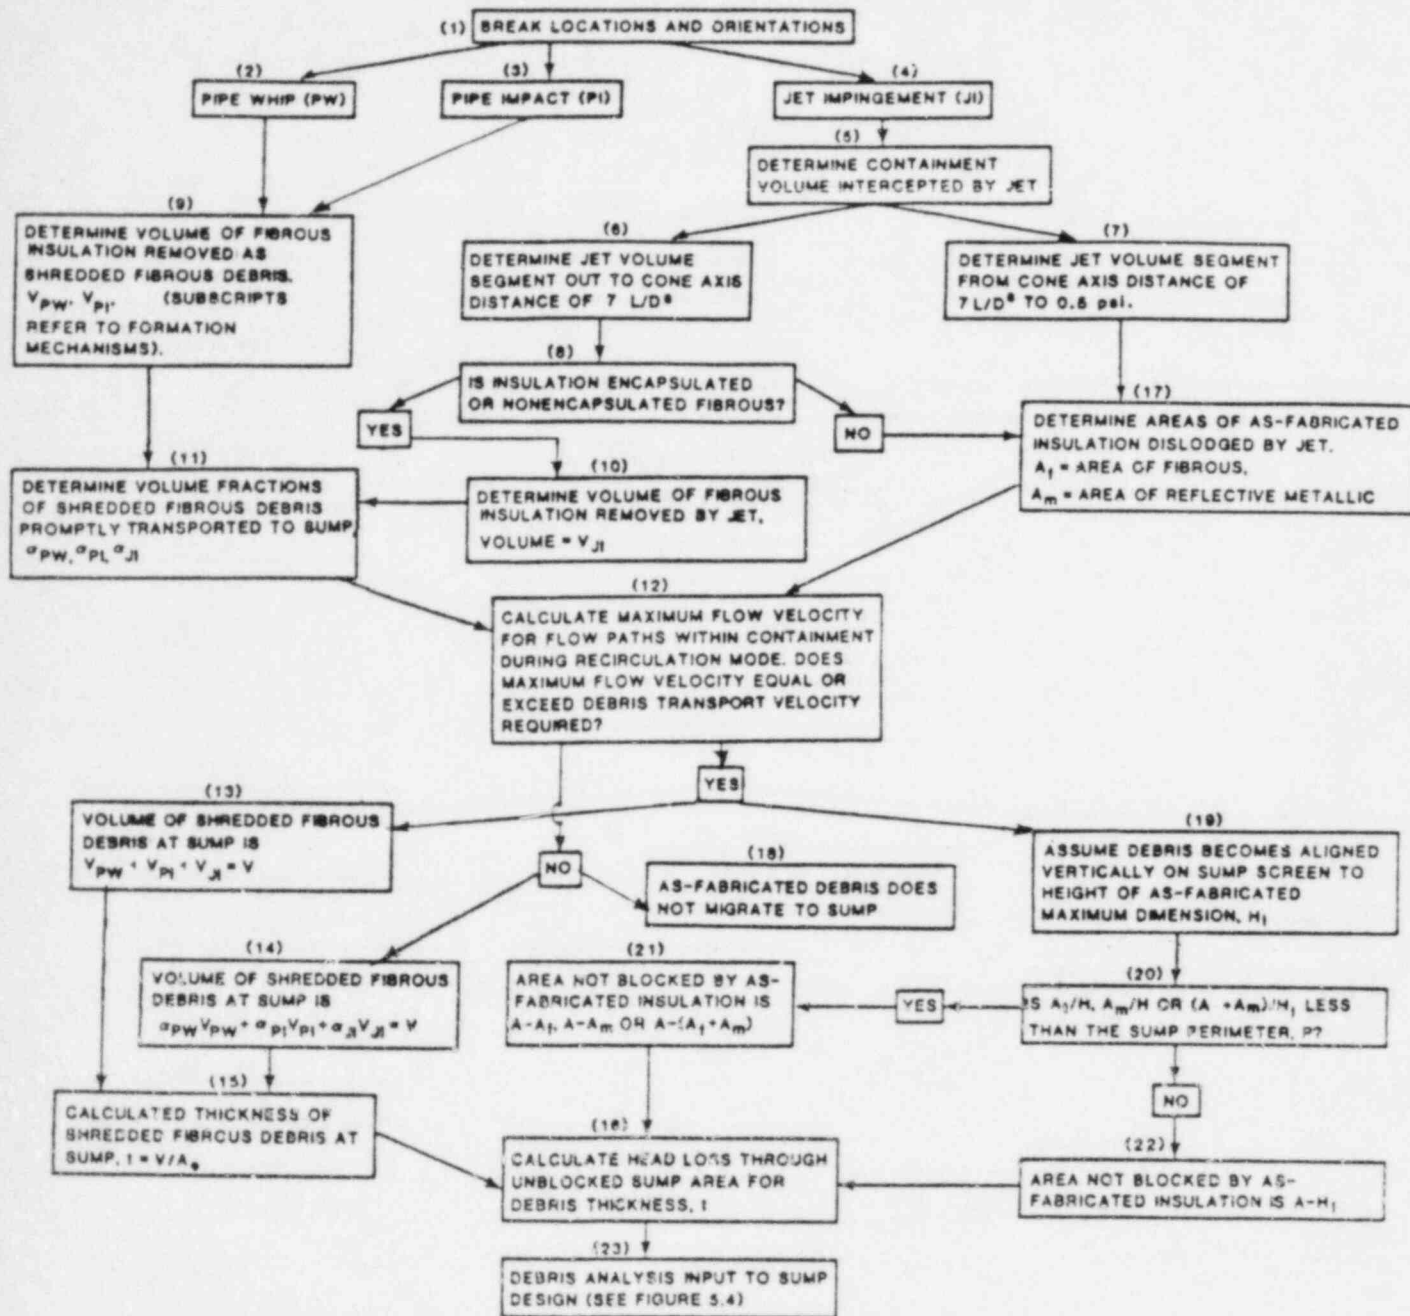 (1) BREAK LOCATIONS AND ORIENTATIONS
(2)
PIPE WHIP (PW)
(3)
PIPE IMPACT (PI)
(4)
JET IMPINGEMENT (JI)
(5)
DETERMINE CONTAINMENT
VOLUME INTERCEPTED BY JET
(9)
DETERMINE VOLUME OF FIBROUS
INSULATION REMOVED AS
SHREDDED FIBROUS DEBRIS.
V_PW, V_PI. (SUBSCRIPTS
REFER TO FORMATION
MECHANISMS).
(6)
DETERMINE JET VOLUME
SEGMENT OUT TO CONE AXIS
DISTANCE OF 7 L/D
(7)
DETERMINE JET VOLUME SEGMENT
FROM CONE AXIS DISTANCE OF
7 L/D TO 0.5 psi.
(8)
IS INSULATION ENCAPSULATED
OR NONENCAPSULATED FIBROUS?
YES
NO
(17)
DETERMINE AREAS OF AS-FABRICATED
INSULATION DISLODGED BY JET.
A_f = AREA OF FIBROUS,
A_m = AREA OF REFLECTIVE METALLIC
(11)
DETERMINE VOLUME FRACTIONS
OF SHREDDED FIBROUS DEBRIS
PROMPTLY TRANSPORTED TO SUMP,
α_PW, α_PI, α_JI
(10)
DETERMINE VOLUME OF FIBROUS
INSULATION REMOVED BY JET,
VOLUME = V_JI
(12)
CALCULATE MAXIMUM FLOW VELOCITY
FOR FLOW PATHS WITHIN CONTAINMENT
DURING RECIRCULATION MODE. DOES
MAXIMUM FLOW VELOCITY EQUAL OR
EXCEED DEBRIS TRANSPORT VELOCITY
REQUIRED?
YES
NO
(13)
VOLUME OF SHREDDED FIBROUS
DEBRIS AT SUMP IS
V_PW + V_PI + V_JI = V
(18)
AS-FABRICATED DEBRIS DOES
NOT MIGRATE TO SUMP
(19)
ASSUME DEBRIS BECOMES ALIGNED
VERTICALLY ON SUMP SCREEN TO
HEIGHT OF AS-FABRICATED
MAXIMUM DIMENSION, H_I
(14)
VOLUME OF SHREDDED FIBROUS
DEBRIS AT SUMP IS
α_PW V_PW + α_PI V_PI + α_JI V_JI = V
(21)
AREA NOT BLOCKED BY AS-
FABRICATED INSULATION IS
A-A_f, A-A_m OR A-(A_f+A_m)
YES
(20)
IS A_f/H, A_m/H OR (A +A_m)/H_I LESS
THAN THE SUMP PERIMETER, P?
NO
(15)
CALCULATED THICKNESS OF
SHREDDED FIBROUS DEBRIS AT
SUMP, t = V/A
(16)
CALCULATE HEAD LOSS THROUGH
UNBLOCKED SUMP AREA FOR
DEBRIS THICKNESS, t
(22)
AREA NOT BLOCKED BY AS-
FABRICATED INSULATION IS A-H_I
(23)
DEBRIS ANALYSIS INPUT TO SUMP
DESIGN (SEE FIGURE 5.4)